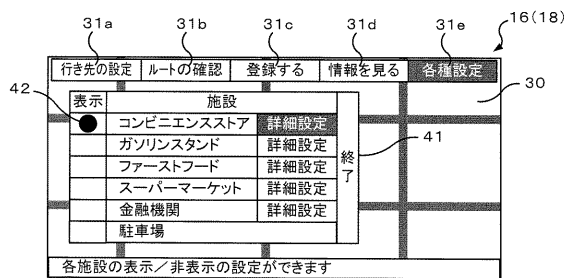 31a 31b 31c 31d 31e 16(18)
行き先の設定 ルートの確認 登録する 情報を見る 各種設定
30
42
表示 施設
コンビニエンスストア 詳細設定
ガソリンスタンド 詳細設定
41
ファーストフード 詳細設定
スーパーマーケット 詳細設定
金融機関 詳細設定
駐車場
終了
各施設の表示/非表示の設定ができます